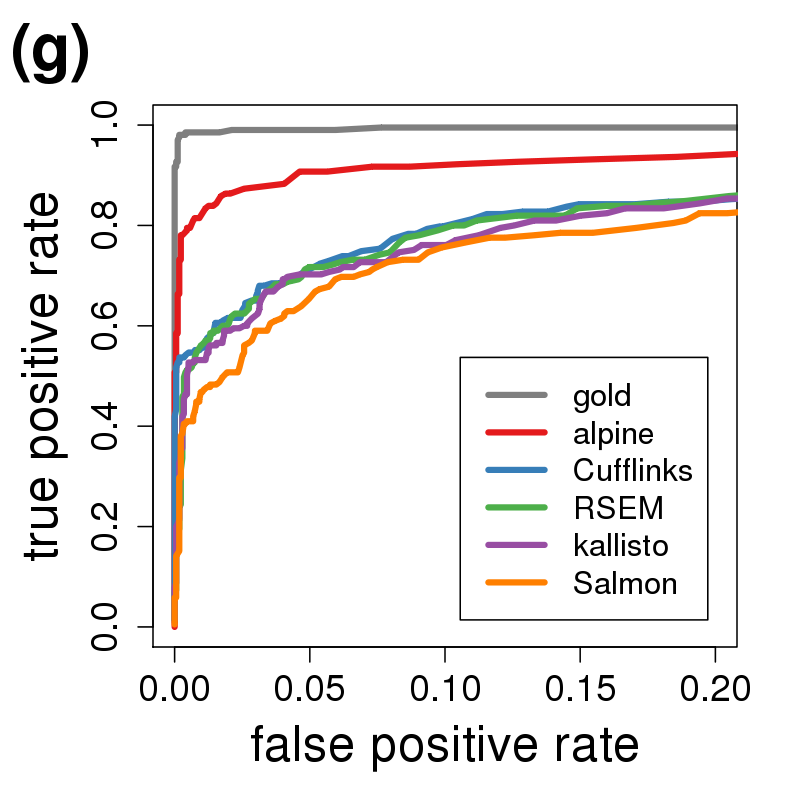 (g)
true positive rate
1.0
0.8
0.6
0.4
0.2
0.0
gold
alpine
Cufflinks
RSEM
kallisto
Salmon
0.00 0.05 0.10 0.15 0.20
false positive rate